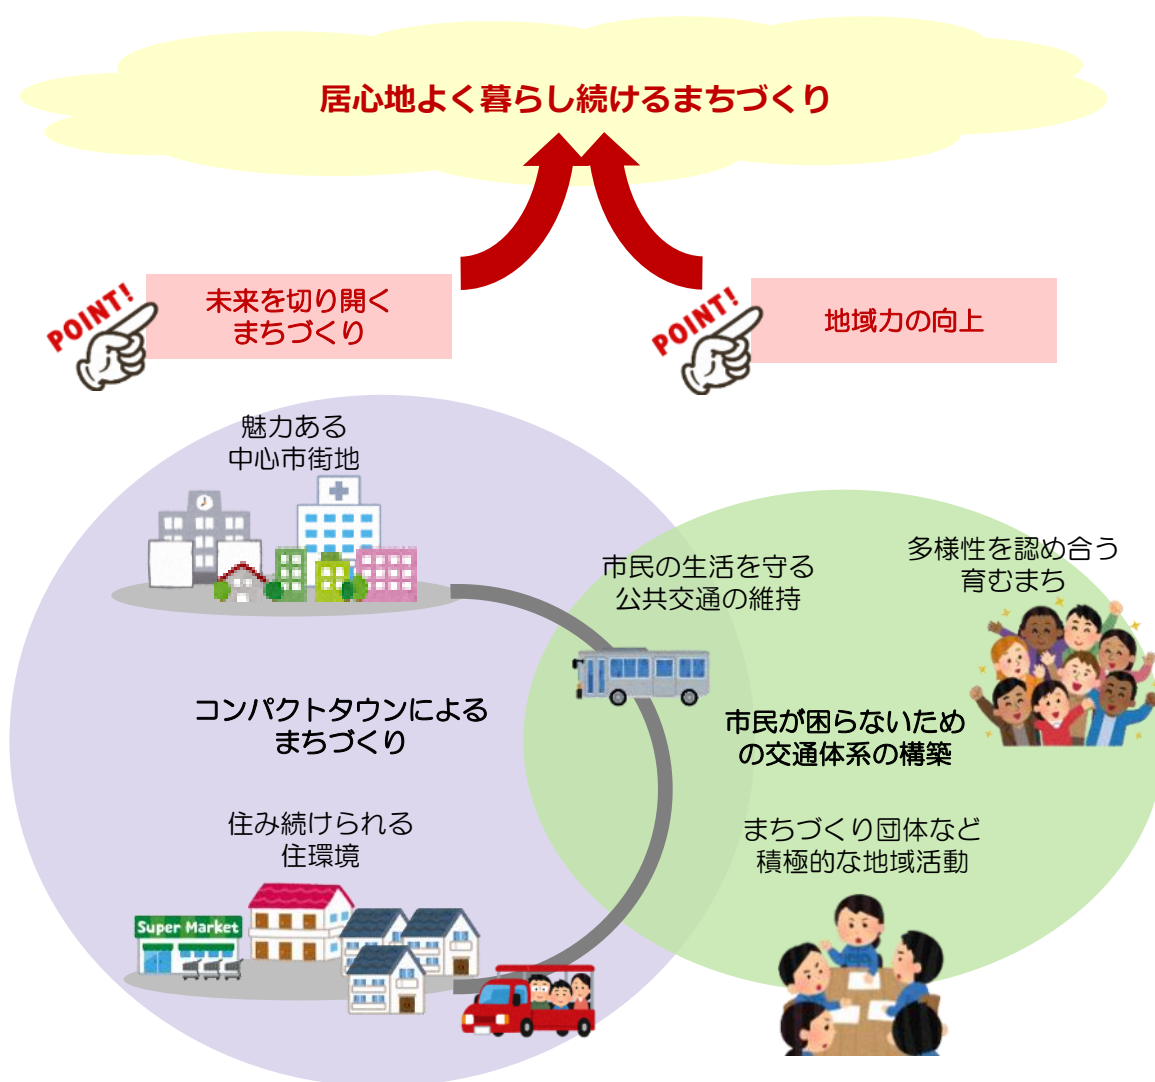 居心地よく暮らし続けるまちづくり
POINT!
未来を切り開く
まちづくり
POINT!
地域力の向上
魅力ある
中心市街地
市民の生活を守る
公共交通の維持
多様性を認め合う
育むまち
コンパクトタウンによる
まちづくり
市民が困らないため
の交通体系の構築
住み続けられる
住環境
まちづくり団体など
積極的な地域活動
Super Market